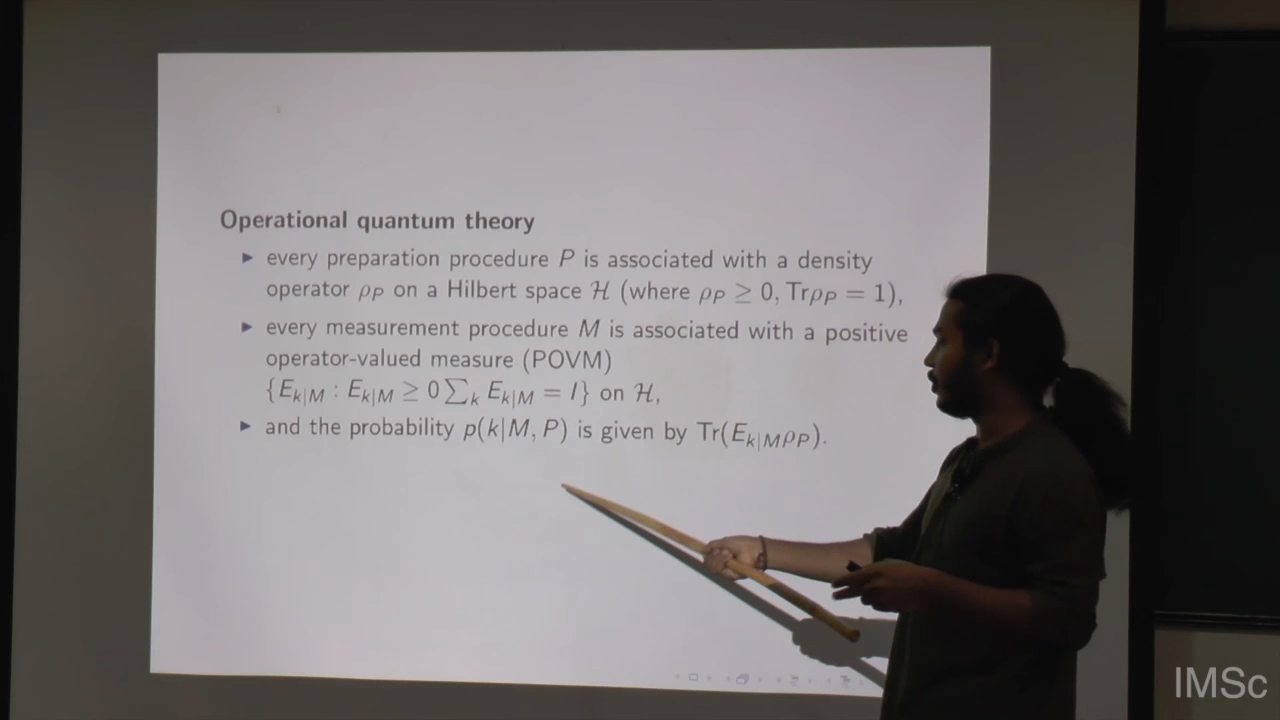 Operational quantum theory
▶ every preparation procedure P is associated with a density
operator ρ_P on a Hilbert space ℋ (where ρ_P ≥ 0, Trρ_P = 1),
▶ every measurement procedure M is associated with a positive
operator-valued measure (POVM)
{E_{k|M} : E_{k|M} ≥ 0 ∑_k E_{k|M} = I} on ℋ,
▶ and the probability p(k|M, P) is given by Tr(E_{k|M}ρ_P).
IMSc